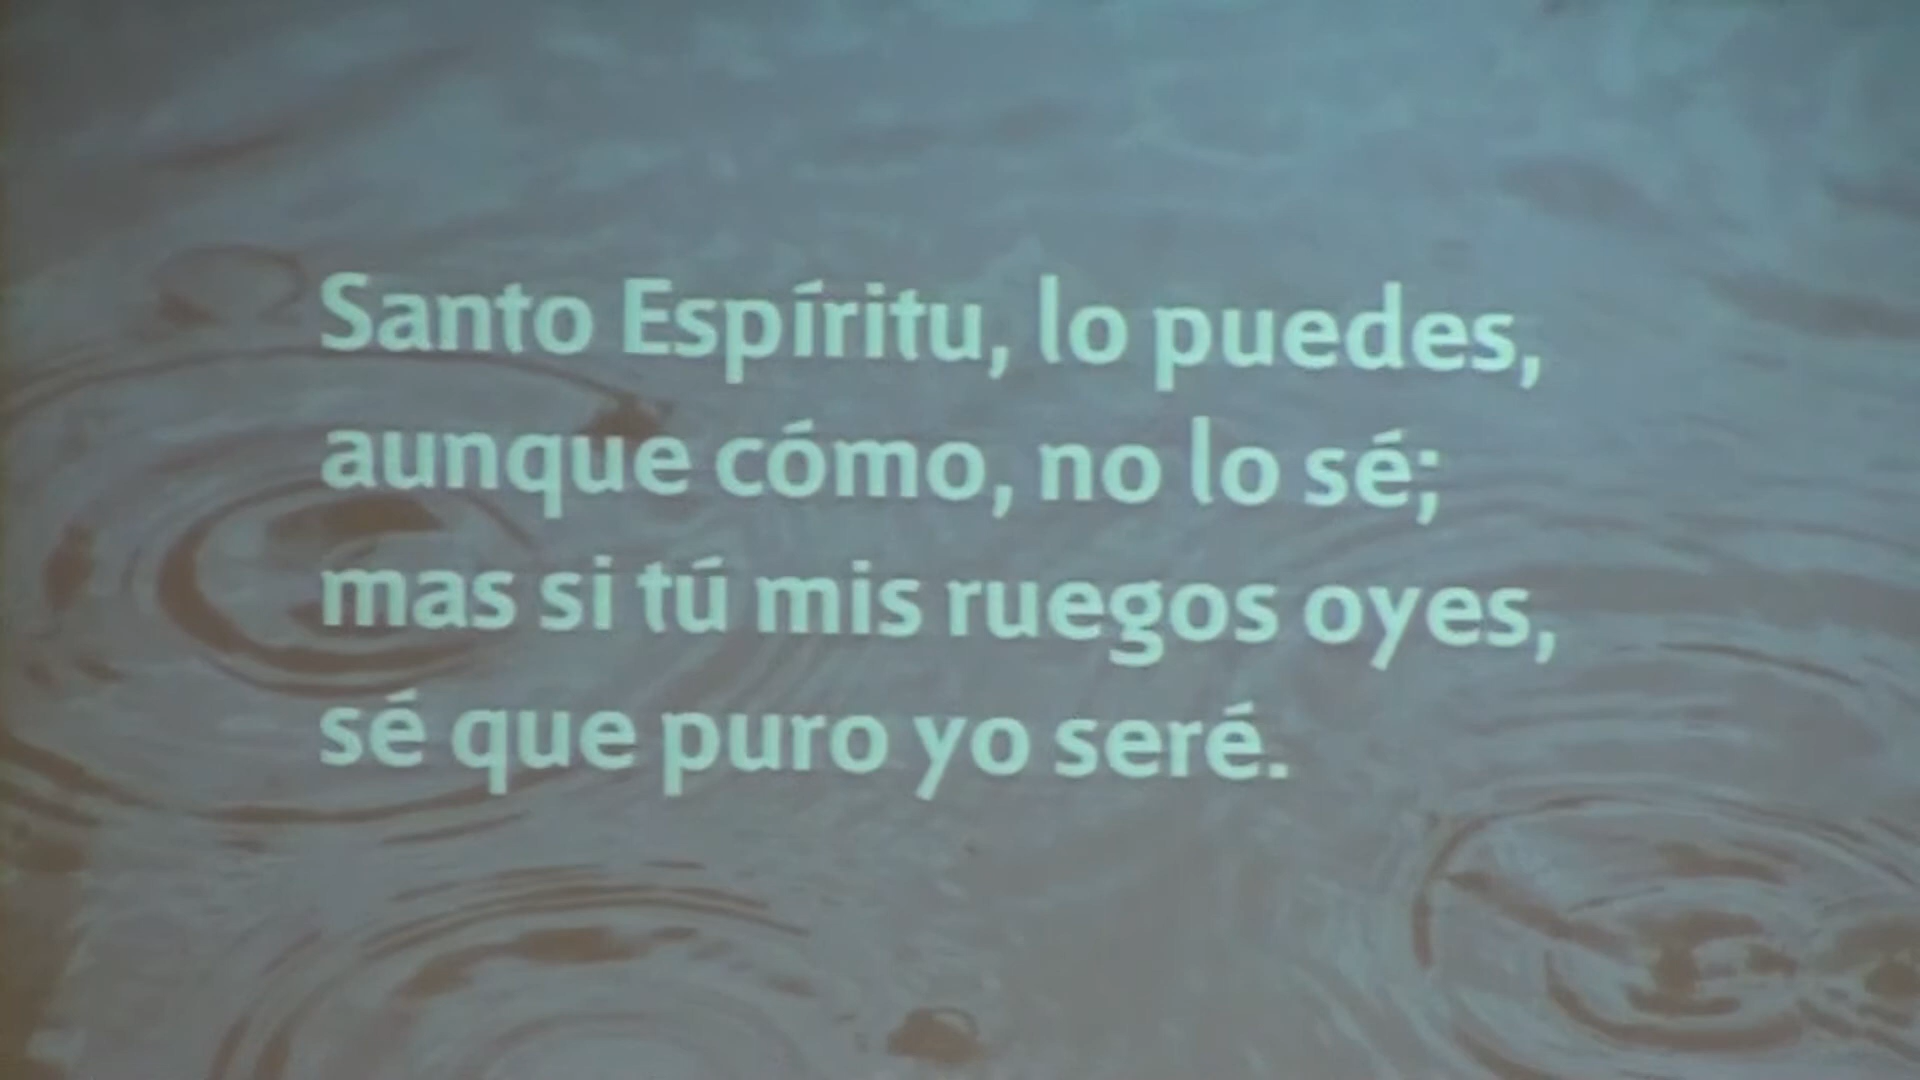 Santo Espíritu, lo puedes,
aunque cómo, no lo sé;
mas si tú mis ruegos oyes,
sé que puro yo seré.